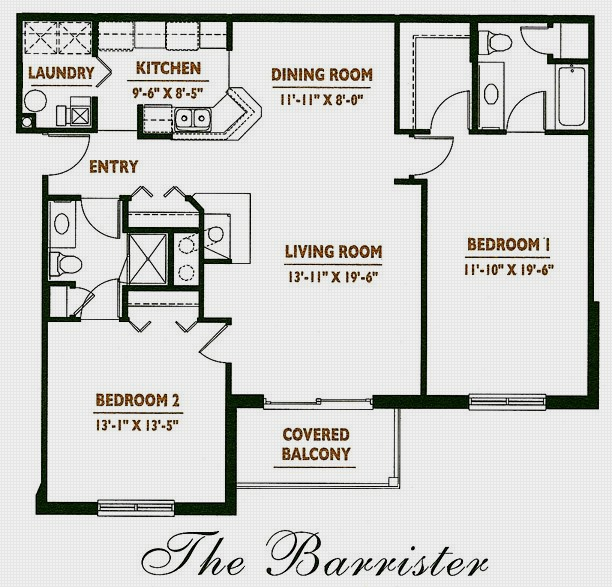 LAUNDRY
KITCHEN
9'-6" X 8'-5"
DINING ROOM
11'-11" X 8'-0"
ENTRY
LIVING ROOM
13'-11" X 19'-6"
BEDROOM 1
11'-10" X 19'-6"
BEDROOM 2
13'-1" X 13'-5"
COVERED
BALCONY
The Barrister